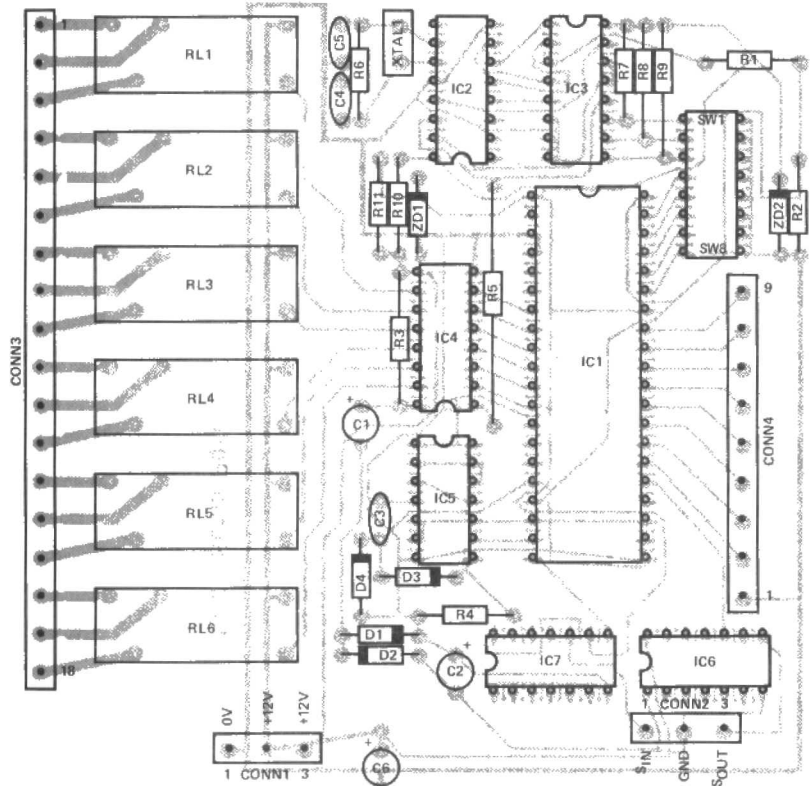 1
RL1
C5
C4
R6
XTAL1
IC2
IC3
R7
R8
R9
R1
SW1
RL2
R11
R10
ZD1
ZD2
R2
SW8
RL3
R3
IC4
R5
IC1
9
CONN3
RL4
C1
CONN4
RL5
C3
IC5
D4
D3
1
RL6
R4
D1
D2
C2
IC7
IC6
18
0V
+12V
+12V
1 CONN1 3
C6
1 CONN2 3
SIN
GND
SOUT